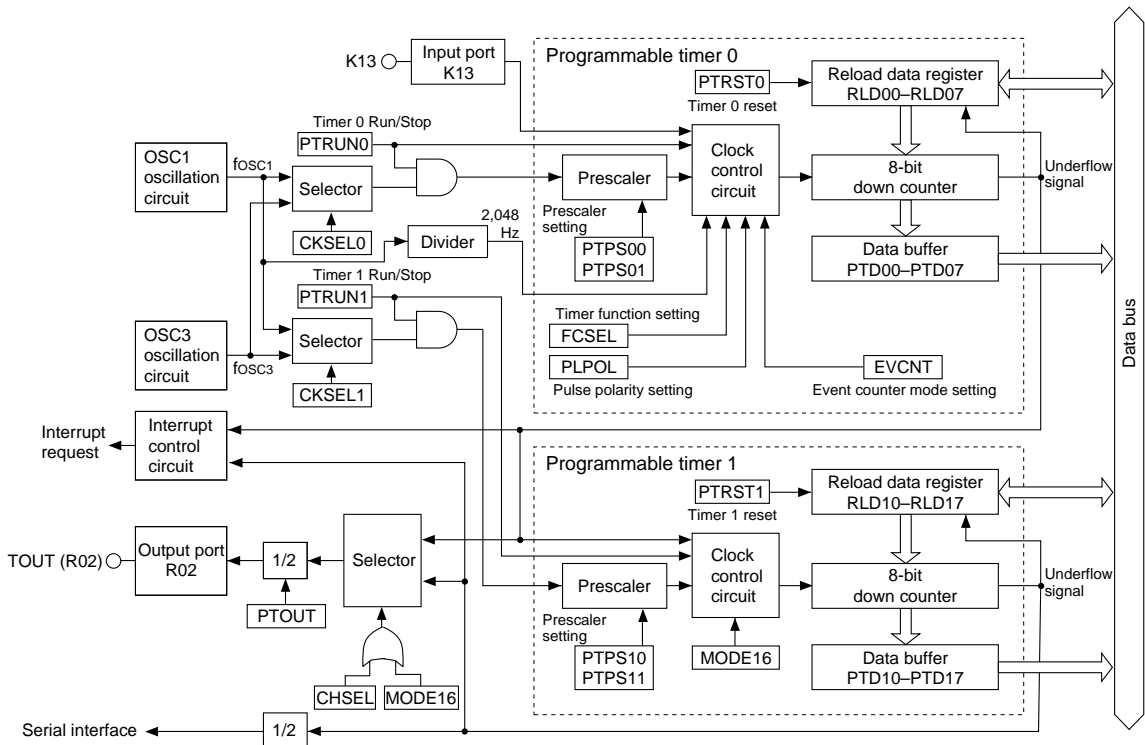 K13
Input port
K13
Programmable timer 0
PTRST0
Timer 0 reset
Reload data register
RLD00–RLD07
Timer 0 Run/Stop
PTRUN0
OSC1
oscillation
circuit
fOSC1
Selector
CKSEL0
Prescaler
Prescaler
setting
PTPS00
PTPS01
Clock
control
circuit
8-bit
down counter
Underflow
signal
Data buffer
PTD00–PTD07
2,048
Hz
Divider
Timer 1 Run/Stop
PTRUN1
OSC3
oscillation
circuit
fOSC3
Selector
CKSEL1
Timer function setting
FCSEL
PLPOL
Pulse polarity setting
EVCNT
Event counter mode setting
Data bus
Interrupt
request
Interrupt
control
circuit
Programmable timer 1
PTRST1
Timer 1 reset
Reload data register
RLD10–RLD17
TOUT (R02)
Output port
R02
1/2
PTOUT
Selector
CHSEL
MODE16
Prescaler
Prescaler
setting
PTPS10
PTPS11
Clock
control
circuit
MODE16
8-bit
down counter
Underflow
signal
Data buffer
PTD10–PTD17
Serial interface
1/2